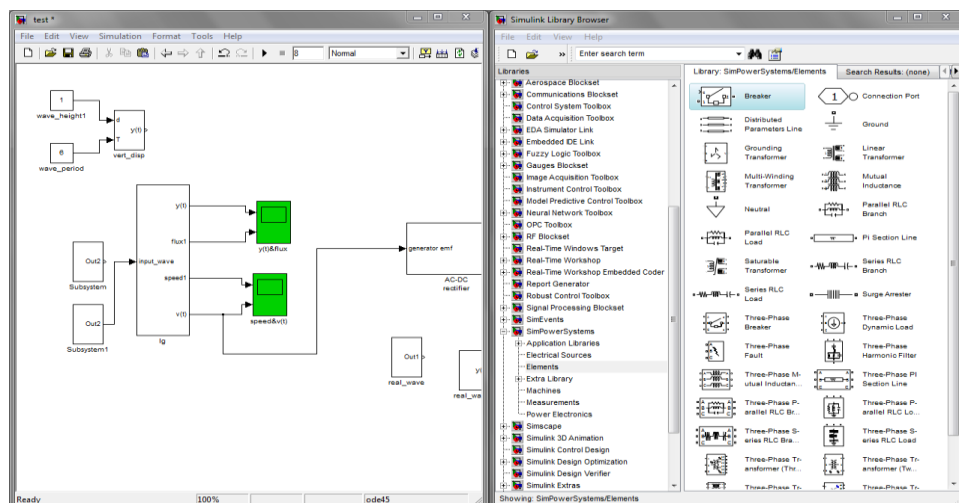 test *
File Edit View Simulation Format Tools Help
8
Normal
1
wave_height1
6
wave_period
d
T
y(t)
vert_disp
Out2
Subsystem
Out2
Subsystem1
input_wave
y(t)
flux1
speed1
v(t)
lg
y(t)&flux
speed&v(t)
generator emf
AC-DC
rectifier
Out1
real_wave
Ready
100%
ode45
Simulink Library Browser
File Edit View Help
»
Enter search term
Libraries
Aerospace Blockset
Communications Blockset
Control System Toolbox
Data Acquisition Toolbox
EDA Simulator Link
Embedded IDE Link
Fuzzy Logic Toolbox
Gauges Blockset
Image Acquisition Toolbox
Instrument Control Toolbox
Model Predictive Control Toolbox
Neural Network Toolbox
OPC Toolbox
RF Blockset
Real-Time Windows Target
Real-Time Workshop
Real-Time Workshop Embedded Coder
Report Generator
Robust Control Toolbox
Signal Processing Blockset
SimEvents
SimPowerSystems
Application Libraries
Electrical Sources
Elements
Extra Library
Machines
Measurements
Power Electronics
Simscape
Simulink 3D Animation
Simulink Control Design
Simulink Design Optimization
Simulink Design Verifier
Simulink Extras
Library: SimPowerSystems/Elements
Search Results: (none)
Breaker
1
Connection Port
Distributed
Parameters Line
Ground
Grounding
Transformer
Linear
Transformer
Multi-Winding
Transformer
Mutual
Inductance
Neutral
Parallel RLC
Branch
Parallel RLC
Load
Pi Section Line
Saturable
Transformer
Series RLC
Branch
Series RLC
Load
Surge Arrester
Three-Phase
Breaker
Three-Phase
Dynamic Load
Three-Phase
Fault
Three-Phase
Harmonic Filter
Three-Phase M-
utual Inductan...
Three-Phase PI
Section Line
Three-Phase P-
arallel RLC Br...
Three-Phase P-
arallel RLC Lo...
Three-Phase S-
eries RLC Bra...
Three-Phase S-
eries RLC Load
Three-Phase Tr-
ansformer (Thr...
Three-Phase Tr-
ansformer (Tw...
Three-Phase Tr-
Three-Phase Tr-
Showing: SimPowerSystems/Elements